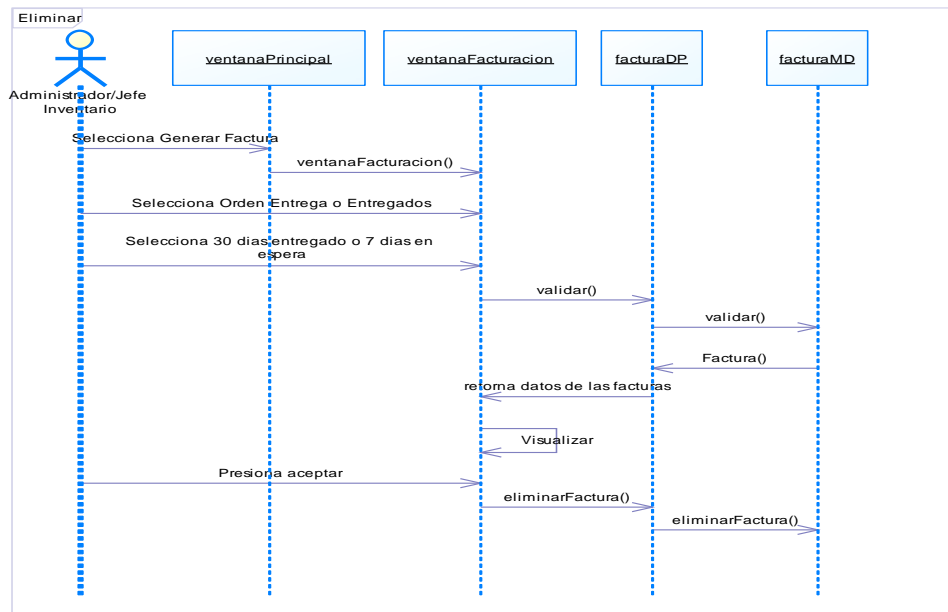 Eliminar
ventanaPrincipal
ventanaFacturacion
facturaDP
facturaMD
Administrador/Jefe
Inventario
Selecciona Generar Factura
ventanaFacturacion()
Selecciona Orden Entrega o Entregados
Selecciona 30 dias entregado o 7 dias en
espera
validar()
validar()
Factura()
retorna datos de las facturas
Visualizar
Presiona aceptar
eliminarFactura()
eliminarFactura()